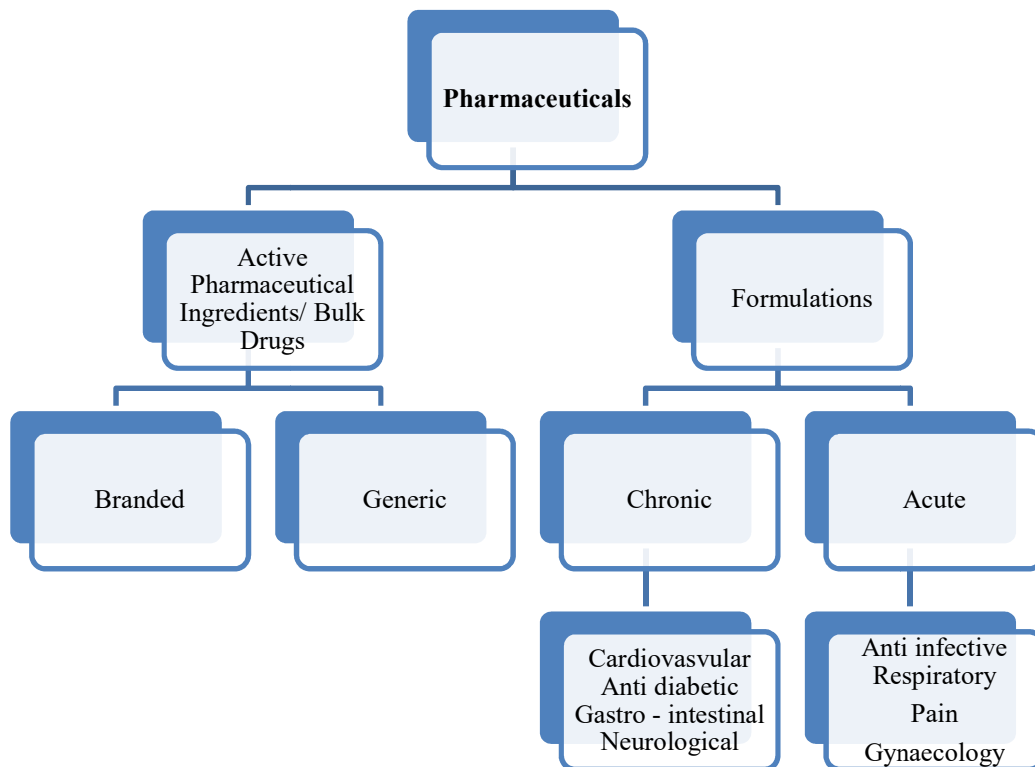 Pharmaceuticals
Active
Pharmaceutical
Ingredients/ Bulk
Drugs
Formulations
Branded
Generic
Chronic
Acute
Cardiovasvular
Anti diabetic
Gastro - intestinal
Neurological
Anti infective
Respiratory
Pain
Gynaecology